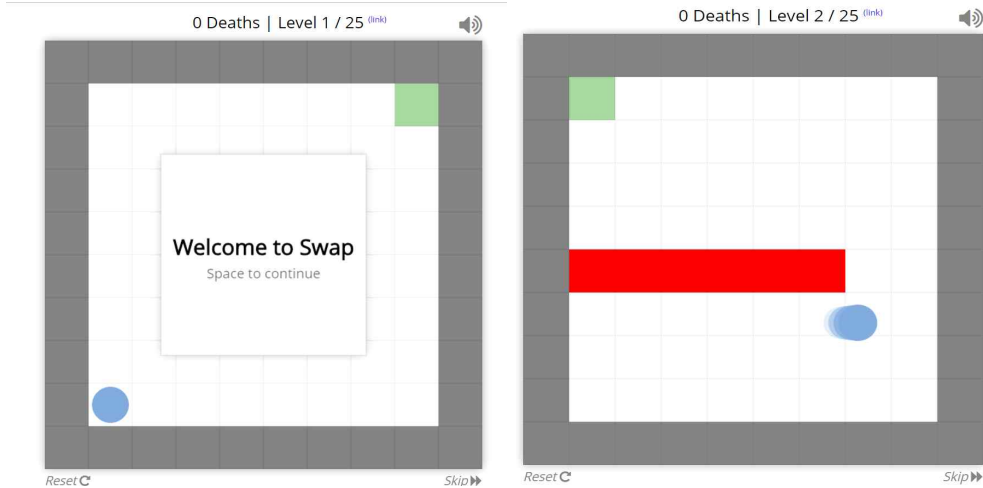 0 Deaths | Level 1 / 25 (link)
Welcome to Swap
Space to continue
Reset
Skip
0 Deaths | Level 2 / 25 (link)
Reset
Skip